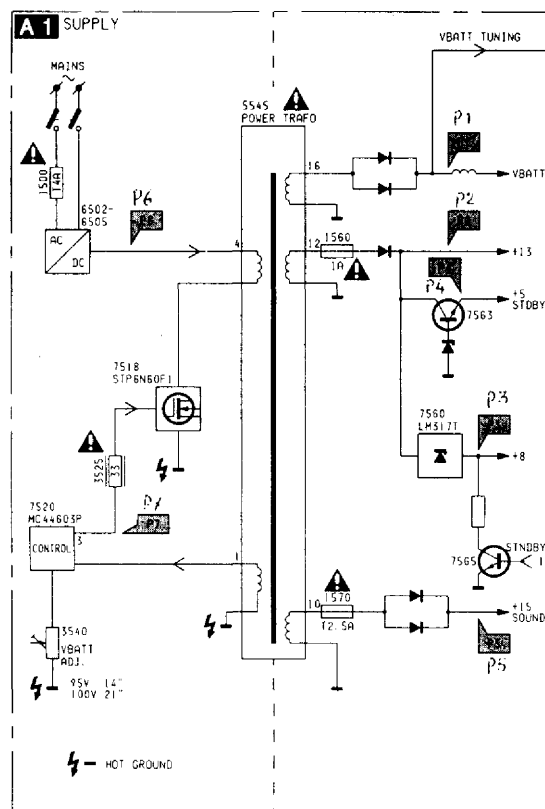 A1 SUPPLY
VBATT TUNING
MAINS
5545
POWER TRAFO
P1
16
VBATT
1500
6502-
6505
P6
P2
AC
DC
4
12
1560
1A
+13
P4
+5
STDBY
7563
7518
STP6N60F1
7560
LM317T
P3
+8
3525
33
P7
P7
7520
MC44603P
3
CONTROL
1
7565
STNDBY
1
10
1570
T2.5A
+15
SOUND
P5
3540
VBATT
ADJ.
95V 14"
100V 21"
HOT GROUND